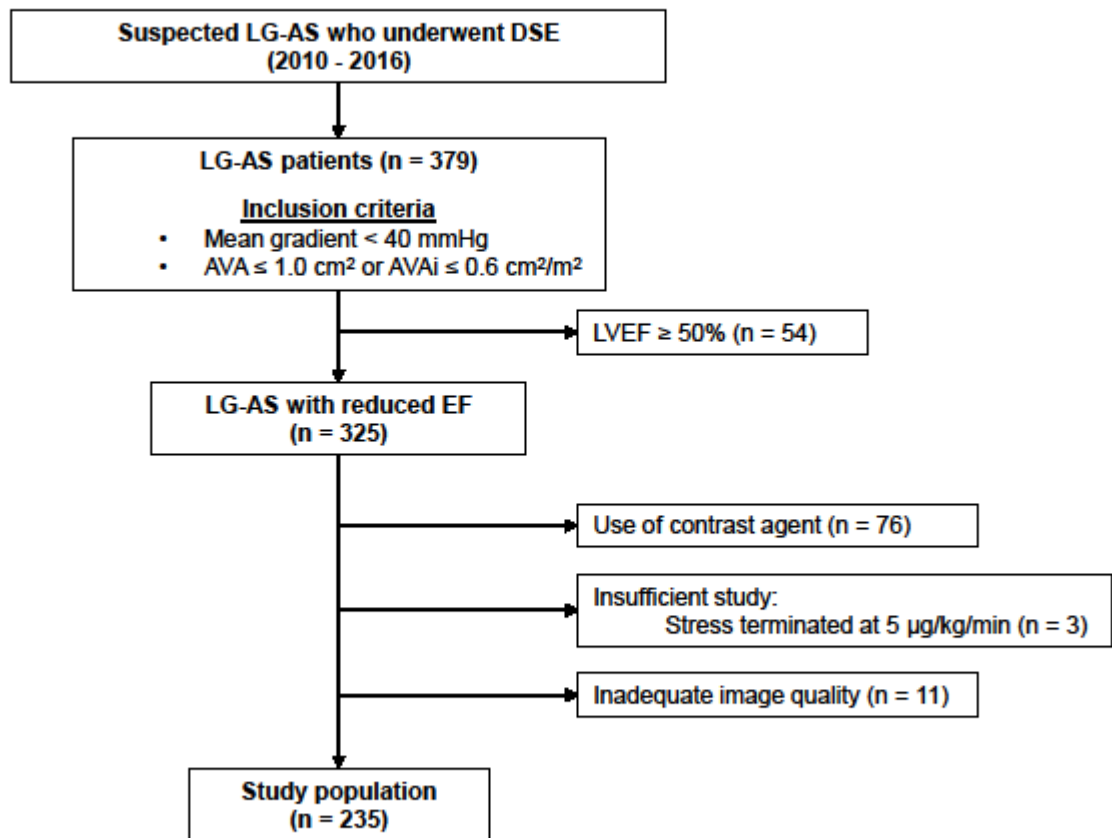 Suspected LG-AS who underwent DSE
(2010 - 2016)
LG-AS patients (n = 379)
Inclusion criteria
• Mean gradient < 40 mmHg
• AVA ≤ 1.0 cm² or AVAi ≤ 0.6 cm²/m²
LVEF ≥ 50% (n = 54)
LG-AS with reduced EF
(n = 325)
Use of contrast agent (n = 76)
Insufficient study:
Stress terminated at 5 µg/kg/min (n = 3)
Inadequate image quality (n = 11)
Study population
(n = 235)